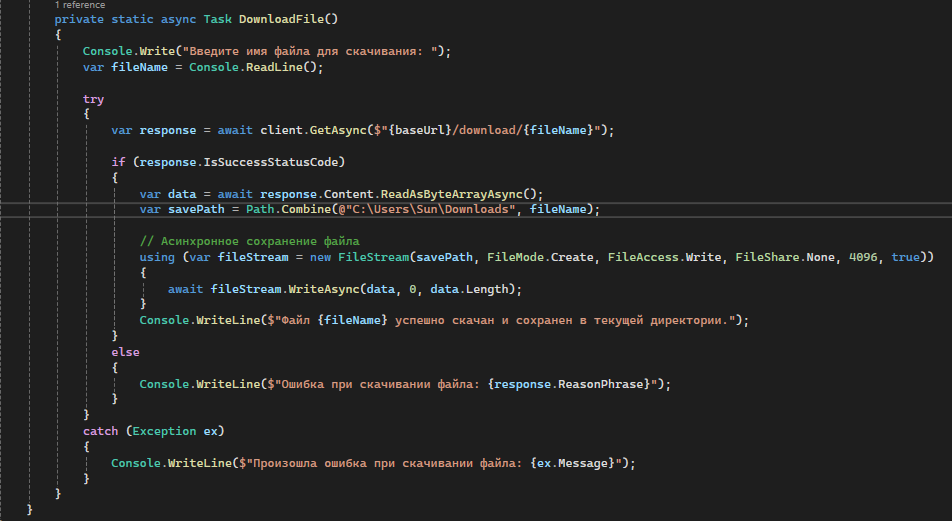 1 reference
private static async Task DownloadFile()
{
Console.Write("Введите имя файла для скачивания: ");
var fileName = Console.ReadLine();
try
{
var response = await client.GetAsync($"{baseUrl}/download/{fileName}");
if (response.IsSuccessStatusCode)
{
var data = await response.Content.ReadAsByteArrayAsync();
var savePath = Path.Combine(@"C:\Users\Sun\Downloads", fileName);
// Асинхронное сохранение файла
using (var fileStream = new FileStream(savePath, FileMode.Create, FileAccess.Write, FileShare.None, 4096, true))
{
await fileStream.WriteAsync(data, 0, data.Length);
}
Console.WriteLine($"Файл {fileName} успешно скачан и сохранен в текущей директории.");
}
else
{
Console.WriteLine($"Ошибка при скачивании файла: {response.ReasonPhrase}");
}
}
catch (Exception ex)
{
Console.WriteLine($"Произошла ошибка при скачивании файла: {ex.Message}");
}
}
}